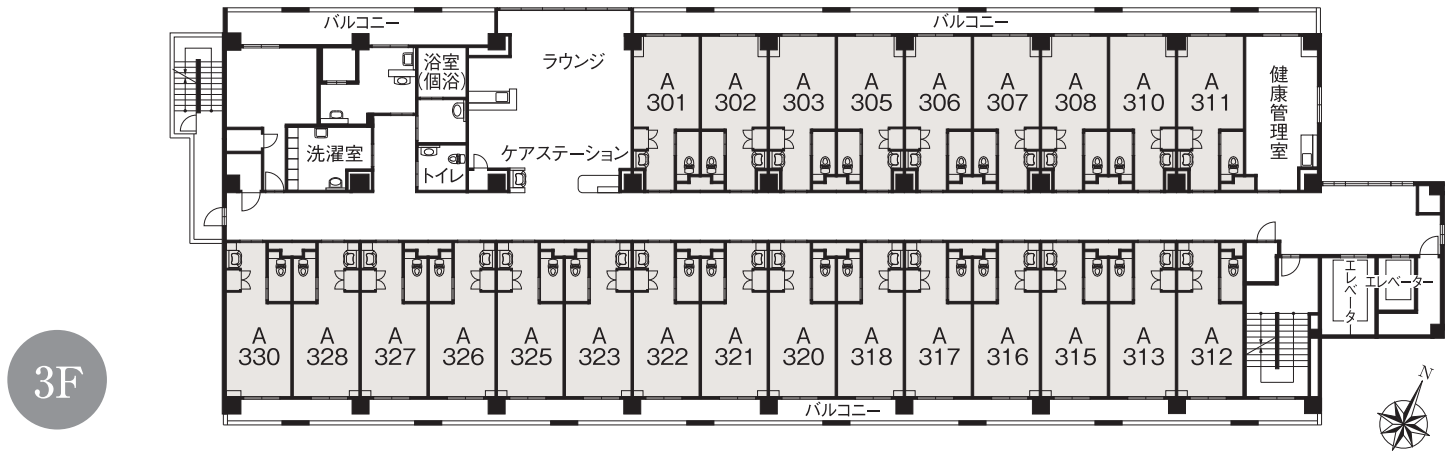 バルコニー
バルコニー
浴室
(個浴)
ラウンジ
A
301
A
302
A
303
A
305
A
306
A
307
A
308
A
310
A
311
健康管理室
洗濯室
トイレ
ケアステーション
エレベーター
エレベーター
A
330
A
328
A
327
A
326
A
325
A
323
A
322
A
321
A
320
A
318
A
317
A
316
A
315
A
313
A
312
バルコニー
3F
N